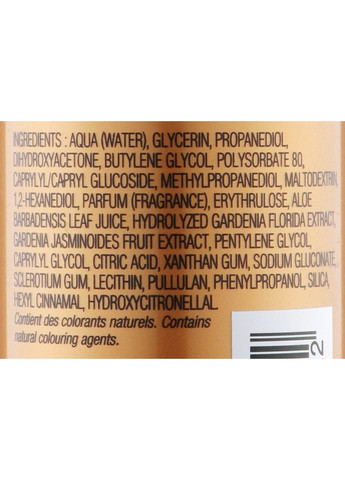 INGREDIENTS : AQUA (WATER), GLYCERIN, PROPANEDIOL,
DIHYDROXYACETONE, BUTYLENE GLYCOL, POLYSORBATE 80,
CAPRYLYL/CAPRYL GLUCOSIDE, METHYLPROPANEDIOL, MALTODEXTRIN,
1,2-HEXANEDIOL, PARFUM (FRAGRANCE), ERYTHRULOSE, ALOE
BARBADENSIS LEAF JUICE, HYDROLYZED GARDENIA FLORIDA EXTRACT,
GARDENIA JASMINOIDES FRUIT EXTRACT, PENTYLENE GLYCOL,
CAPRYLYL GLYCOL, CITRIC ACID, XANTHAN GUM, SODIUM GLUCONATE,
SCLEROTIUM GUM, LECITHIN, PULLULAN, PHENYLPROPANOL, SILICA,
HEXYL CINNAMAL, HYDROXYCITRONELLAL.
Contient des colorants naturels. Contains
natural colouring agents.
2